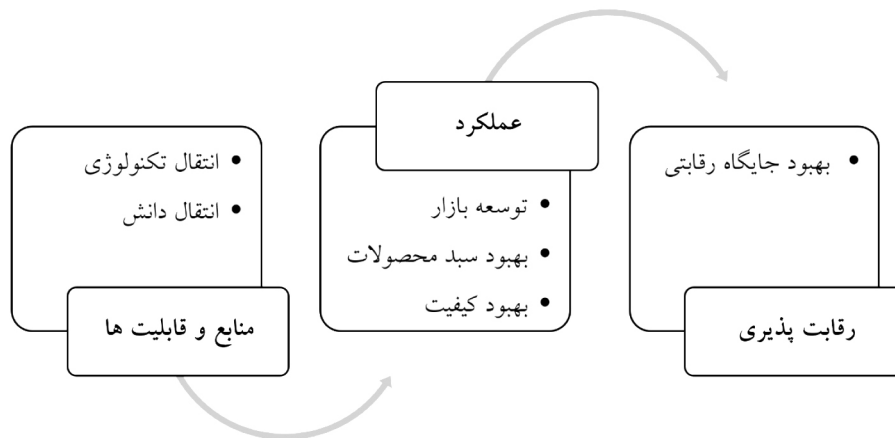 منابع و قابلیت ها
انتقال تکنولوژی
انتقال دانش
عملکرد
توسعه بازار
بهبود سبد محصولات
بهبود کیفیت
رقابت پذیری
بهبود جایگاه رقابتی